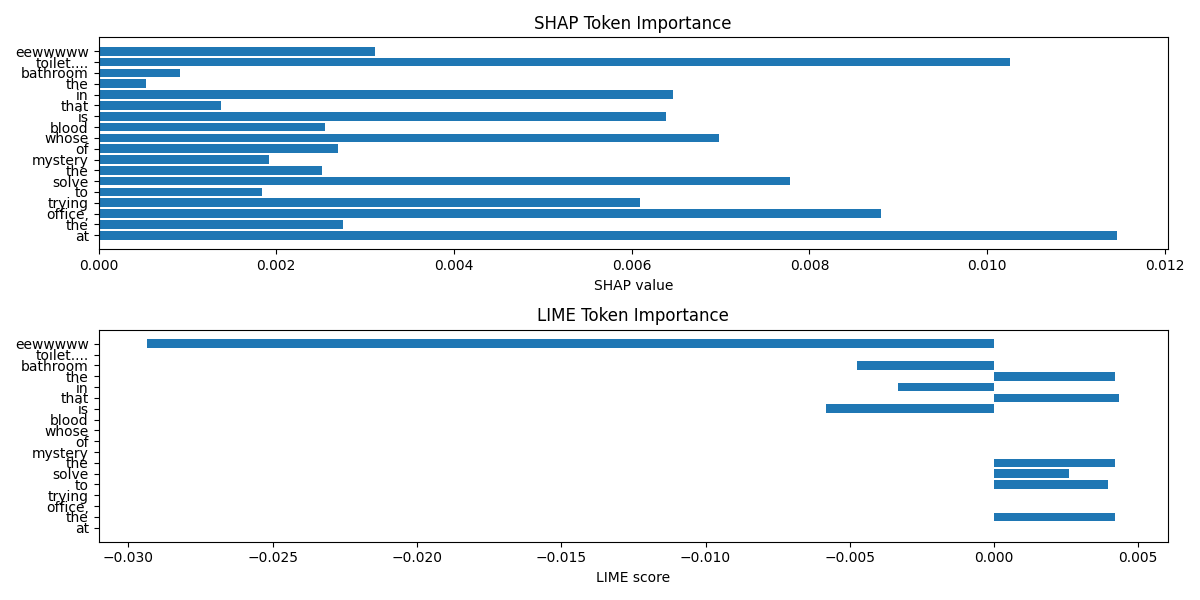 SHAP Token Importance
eewwwww
toilet....
bathroom
the
in
that
is
blood
whose
of
mystery
the
solve
to
trying
office,
the
at
0.000 0.002 0.004 0.006 0.008 0.010 0.012
SHAP value
LIME Token Importance
eewwwww
toilet....
bathroom
the
in
that
is
blood
whose
of
mystery
the
solve
to
trying
office,
the
at
−0.030 −0.025 −0.020 −0.015 −0.010 −0.005 0.000 0.005
LIME score